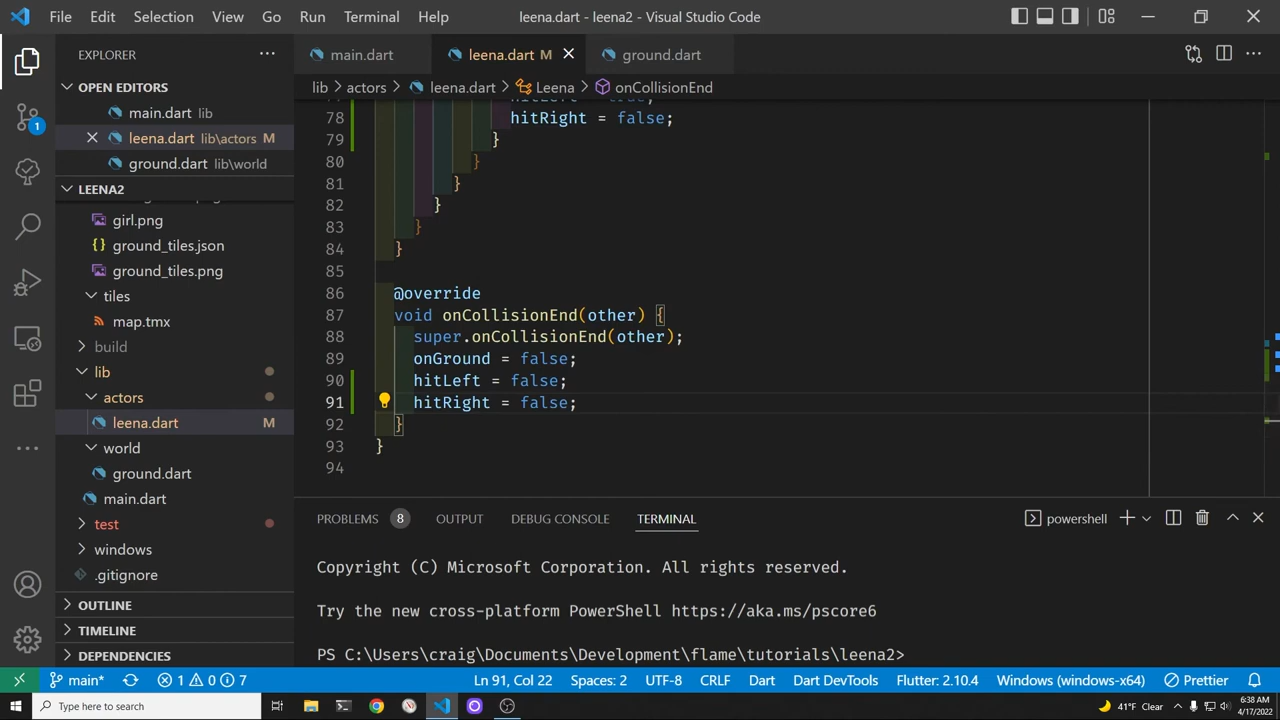 File Edit Selection View Go Run Terminal Help leena.dart - leena2 - Visual Studio Code
EXPLORER
main.dart leena.dart M ground.dart
OPEN EDITORS
lib actors leena.dart Leena onCollisionEnd
main.dart lib
leena.dart lib\actors M
ground.dart lib\world
LEENA2
girl.png
ground_tiles.json
ground_tiles.png
tiles
map.tmx
build
lib
actors
leena.dart M
world
ground.dart
main.dart
test
windows
.gitignore
OUTLINE
TIMELINE
DEPENDENCIES
1
78 hitRight = false;
79 }
80 }
81 }
82 }
83 }
84 }
85
86 @override
87 void onCollisionEnd(other) {
88 super.onCollisionEnd(other);
89 onGround = false;
90 hitLeft = false;
91 hitRight = false;
92 }
93 }
94
PROBLEMS 8 OUTPUT DEBUG CONSOLE TERMINAL powershell
Copyright (C) Microsoft Corporation. All rights reserved.
Try the new cross-platform PowerShell https://aka.ms/pscore6
PS C:\Users\craig\Documents\Development\flame\tutorials\leena2>
main* 1 0 7 Ln 91, Col 22 Spaces: 2 UTF-8 CRLF Dart Dart DevTools Flutter: 2.10.4 Windows (windows-x64) Prettier
Type here to search 41°F Clear 6:38 AM
4/17/2022